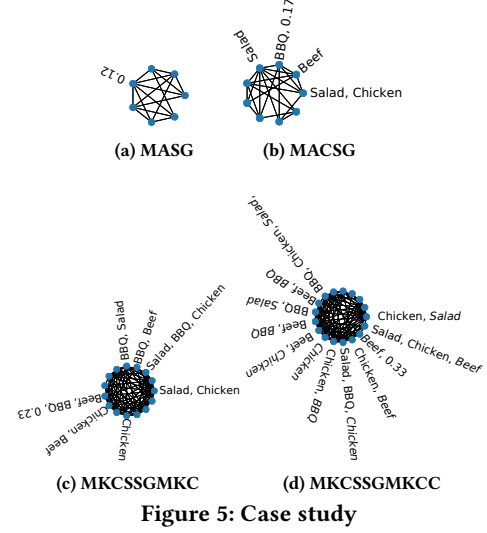 0.12
(a) MASG
Salad
BBQ, 0.17
Beef
Salad, Chicken
(b) MACSG
BBQ, Salad
BBQ, Beef
Salad, BBQ, Chicken
Salad, Chicken
Beef, BBQ, 0.23
Chicken, Beef
Chicken
(c) MKCSSGMKC
BBQ, Chicken, Salad,
Beef, BBQ
BBQ, Salad
Beef, BBQ
Beef, Chicken
Chicken
Chicken, BBQ
Salad, BBQ, Chicken
Chicken, Beef
Beef, 0.33
Salad, Chicken, Beef
Chicken, Salad
(d) MKCSSGMKCC
Figure 5: Case study